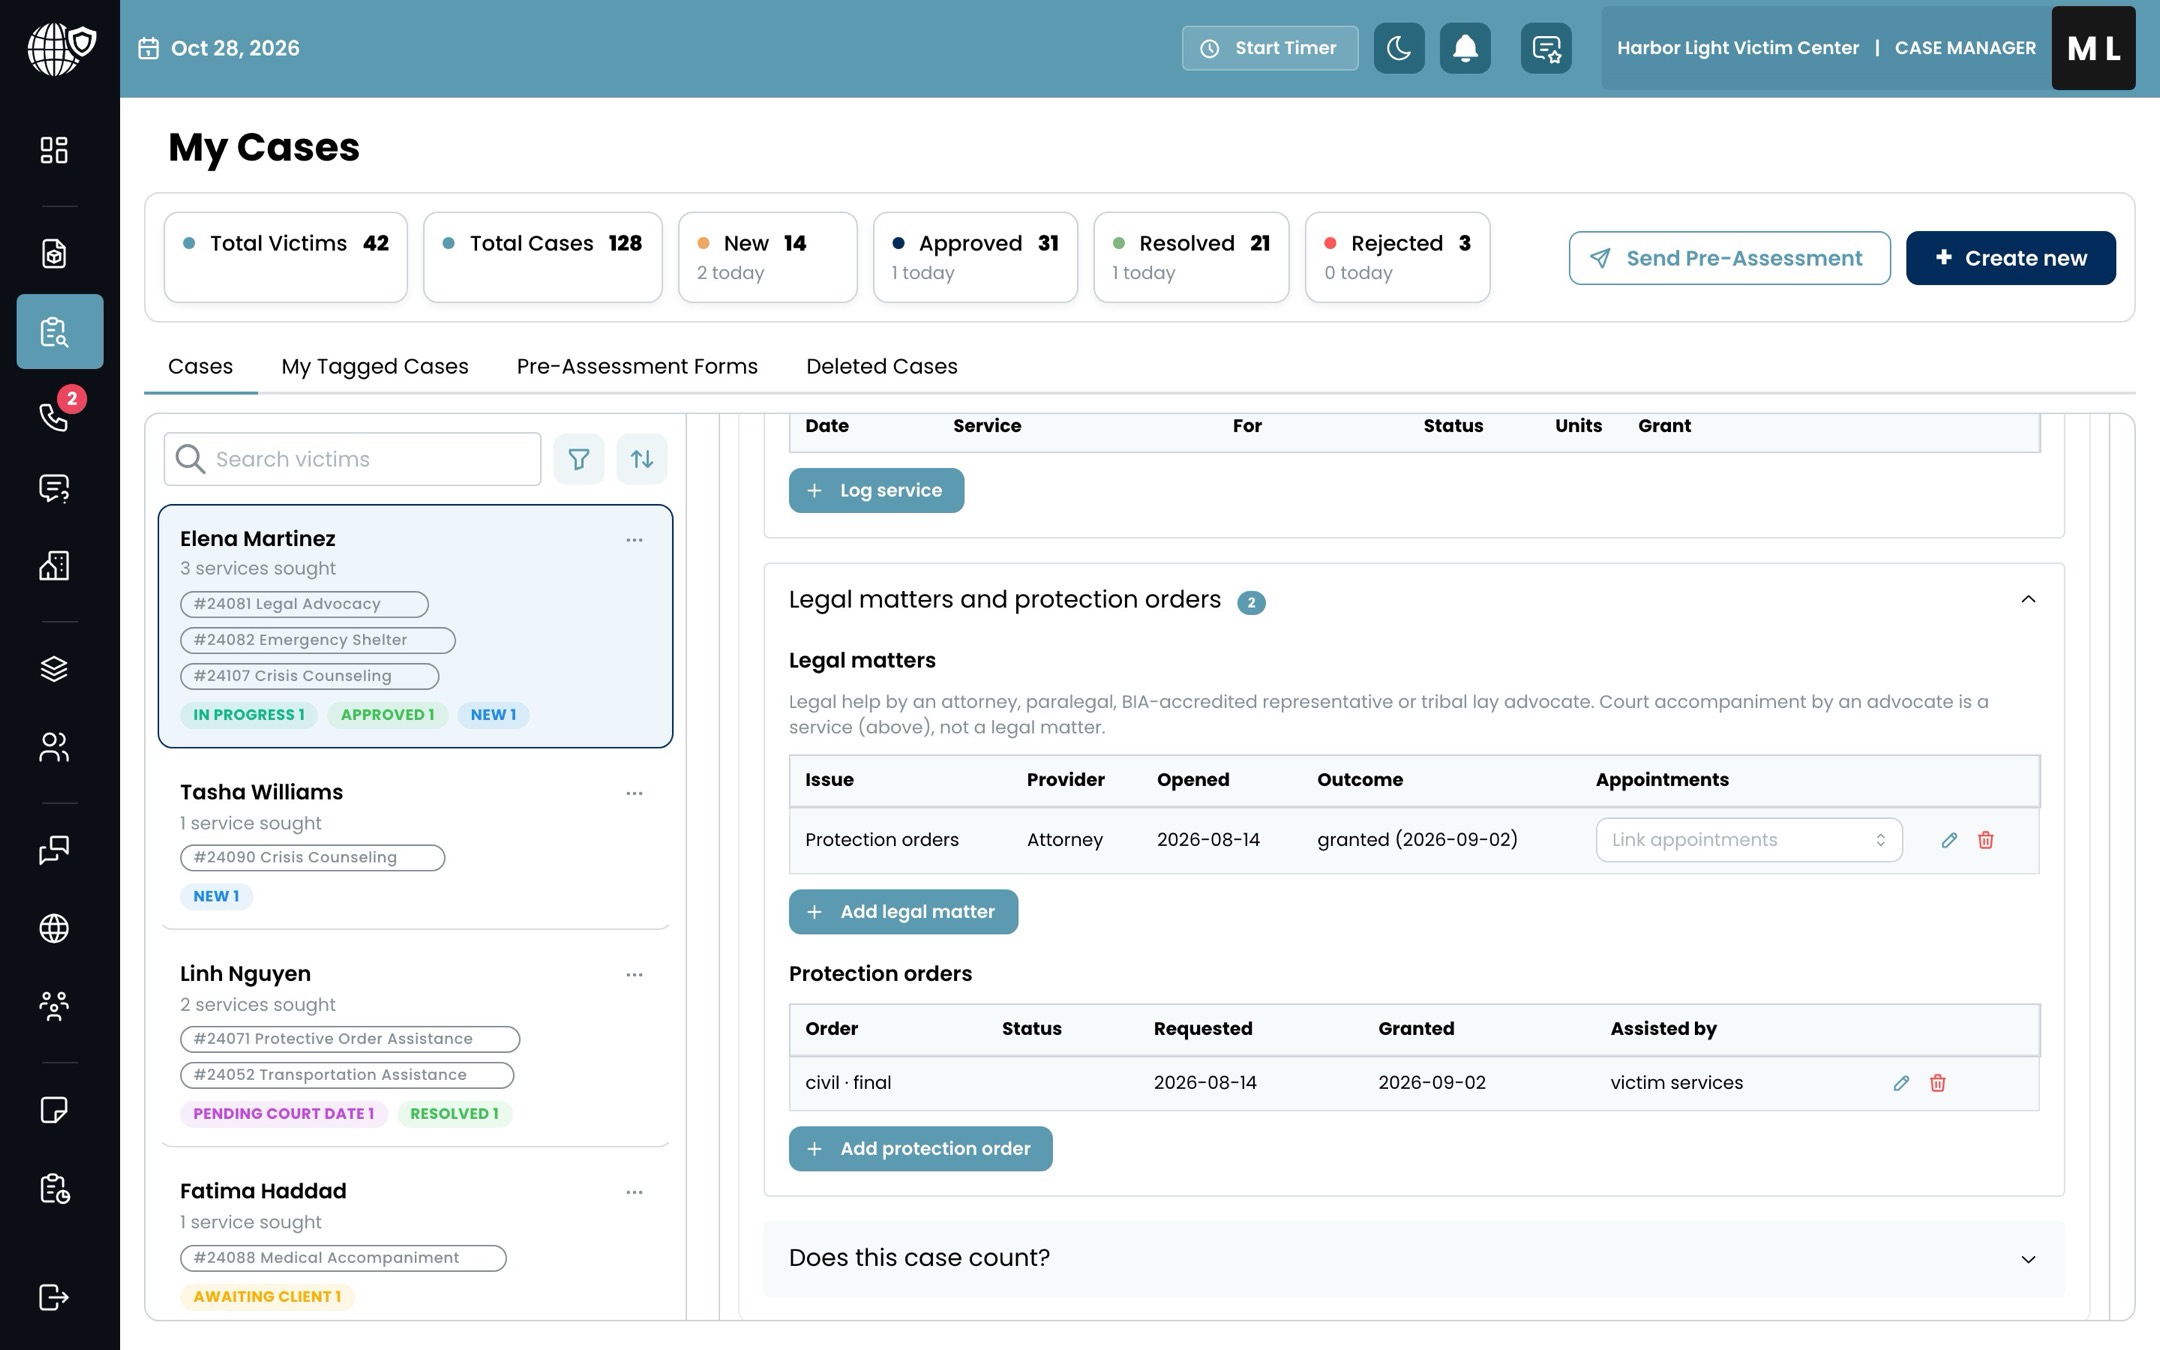 Oct 28, 2026
Start Timer
Harbor Light Victim Center | CASE MANAGER
M L
My Cases
Total Victims 42
Total Cases 128
New 14
2 today
Approved 31
1 today
Resolved 21
1 today
Rejected 3
0 today
Send Pre-Assessment
+ Create new
Cases
My Tagged Cases
Pre-Assessment Forms
Deleted Cases
2
Search victims
Elena Martinez
3 services sought
#24081 Legal Advocacy
#24082 Emergency Shelter
#24107 Crisis Counseling
IN PROGRESS 1 APPROVED 1 NEW 1
Tasha Williams
1 service sought
#24090 Crisis Counseling
NEW 1
Linh Nguyen
2 services sought
#24071 Protective Order Assistance
#24052 Transportation Assistance
PENDING COURT DATE 1 RESOLVED 1
Fatima Haddad
1 service sought
#24088 Medical Accompaniment
AWAITING CLIENT 1
Date Service For Status Units Grant
+ Log service
Legal matters and protection orders 2
Legal matters
Legal help by an attorney, paralegal, BIA-accredited representative or tribal lay advocate. Court accompaniment by an advocate is a
service (above), not a legal matter.
Issue Provider Opened Outcome Appointments
Protection orders Attorney 2026-08-14 granted (2026-09-02) Link appointments
+ Add legal matter
Protection orders
Order Status Requested Granted Assisted by
civil · final 2026-08-14 2026-09-02 victim services
+ Add protection order
Does this case count?